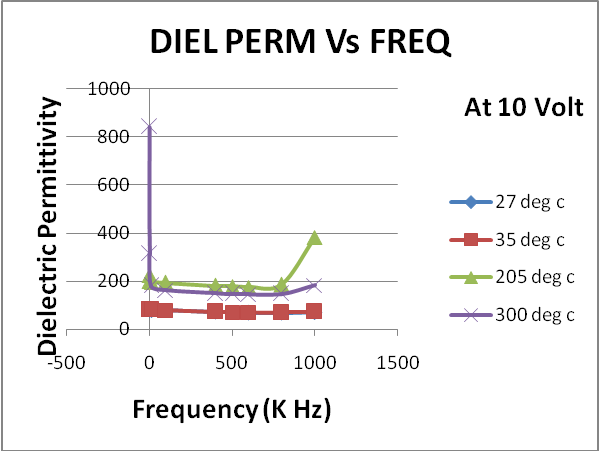 DIEL PERM Vs FREQ
At 10 Volt
Dielectric Permittivity
1000
800
600
400
200
0
-500
0
500
1000
1500
Frequency (K Hz)
27 deg c
35 deg c
205 deg c
300 deg c